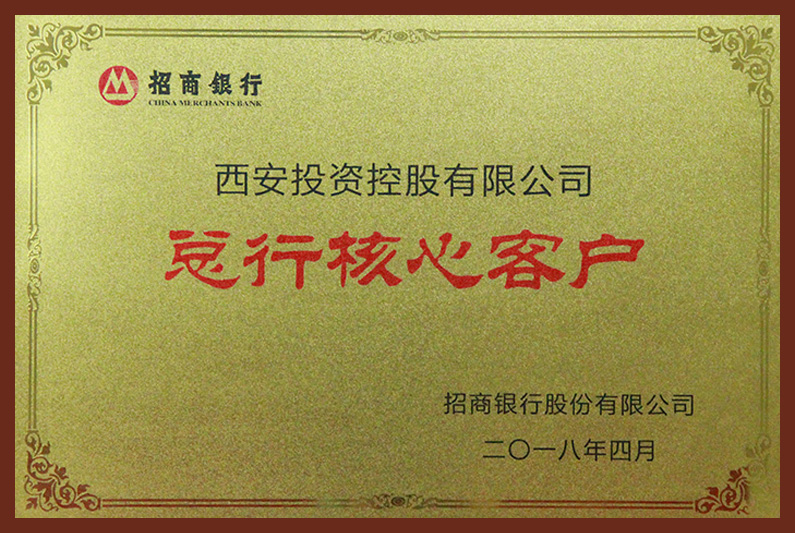 招商银行
CHINA MERCHANTS BANK
西安投资控股有限公司
总行核心客户
招商银行股份有限公司
二〇一八年四月